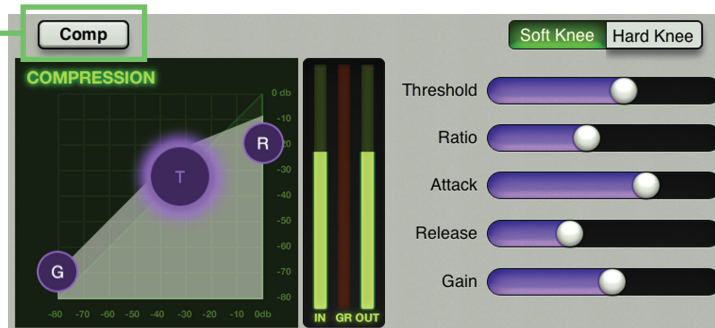 Comp
Soft Knee Hard Knee
COMPRESSION
0 db
-10
-20
-30
-40
-50
-60
-70
-80
R
T
G
-80 -70 -60 -50 -40 -30 -20 -10 0db
IN GR OUT
Threshold
Ratio
Attack
Release
Gain